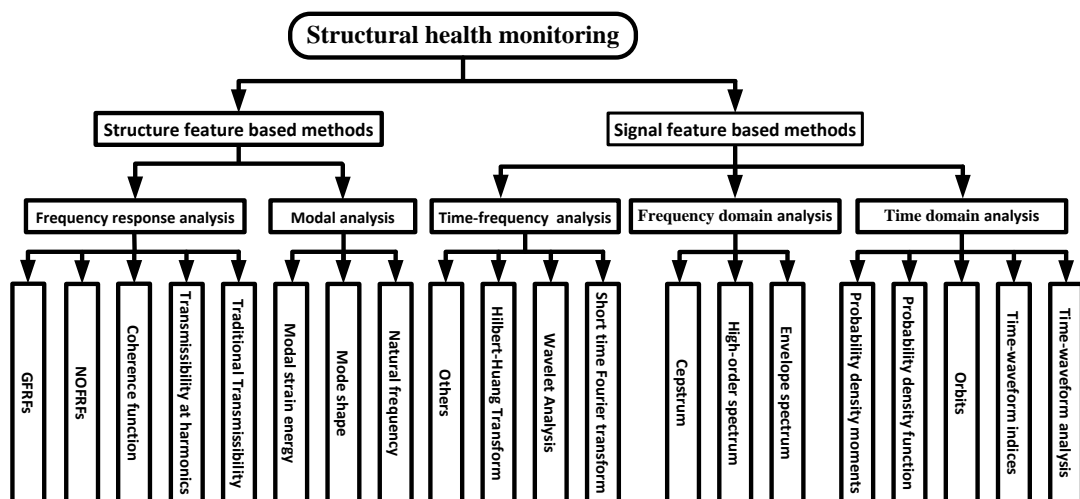 Structural health monitoring
Structure feature based methods
Signal feature based methods
Frequency response analysis
Modal analysis
Time-frequency analysis
Frequency domain analysis
Time domain analysis
GFRFs
NOFRFs
Coherence function
Transmissibility at harmonics
Traditional Transmissibility
Modal strain energy
Mode shape
Natural frequency
Others
Hilbert-Huang Transform
Wavelet Analysis
Short time Fourier transform
Cepstrum
High-order spectrum
Envelope spectrum
Probability density moments
Probability density function
Orbits
Time-waveform indices
Time-waveform analysis